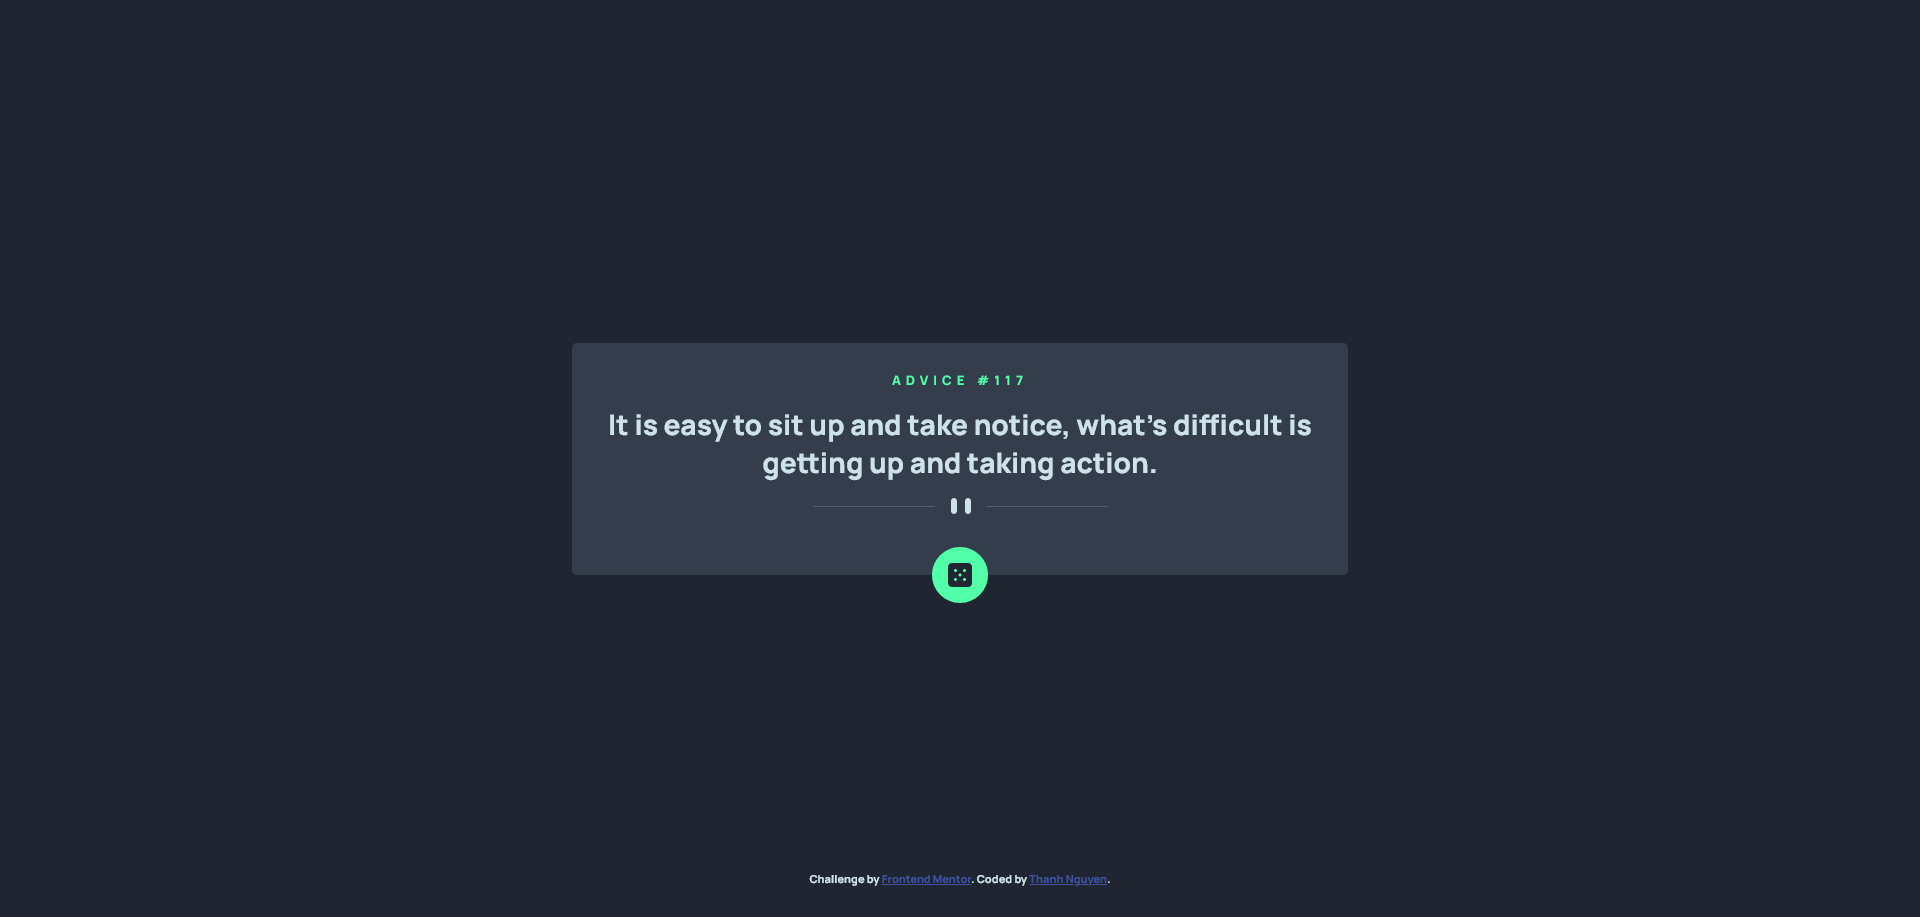 ADVICE #117
It is easy to sit up and take notice, what's difficult is
getting up and taking action.
Challenge by Frontend Mentor. Coded by Thanh Nguyen.